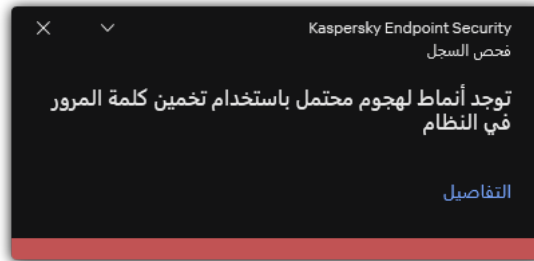 Kaspersky Endpoint Security
فحص السجل
توجد أنماط لهجوم محتمل باستخدام تخمين كلمة المرور
في النظام
التفاصيل